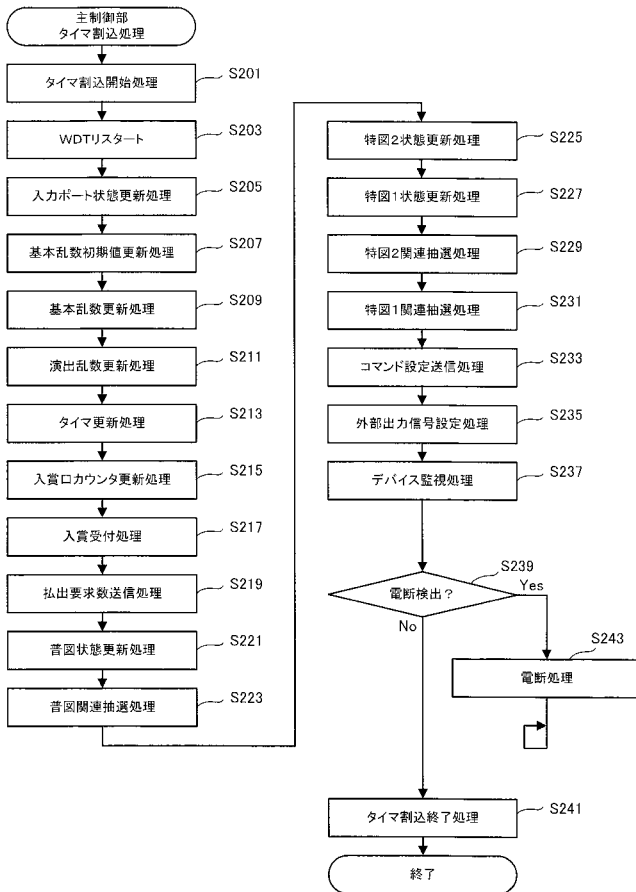 主制御部
タイマ割込処理
タイマ割込開始処理
S201
WDTリスタート
S203
入力ポート状態更新処理
S205
基本乱数初期値更新処理
S207
基本乱数更新処理
S209
演出乱数更新処理
S211
タイマ更新処理
S213
入賞口カウンタ更新処理
S215
入賞受付処理
S217
払出要求数送信処理
S219
普図状態更新処理
S221
普図関連抽選処理
S223
特図2状態更新処理
S225
特図1状態更新処理
S227
特図2関連抽選処理
S229
特図1関連抽選処理
S231
コマンド設定送信処理
S233
外部出力信号設定処理
S235
デバイス監視処理
S237
電断検出?
S239
Yes
No
電断処理
S243
タイマ割込終了処理
S241
終了